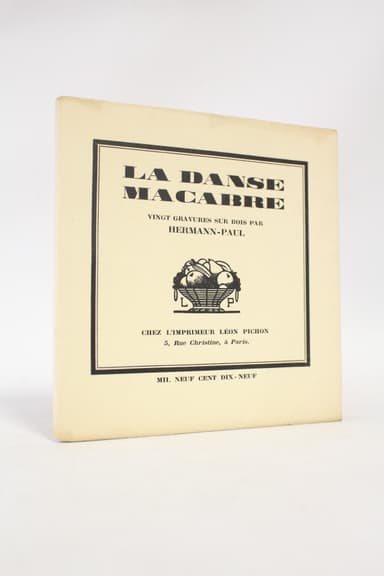 LA DANSE
MACABRE
VINGT GRAVURES SUR BOIS PAR
HERMANN-PAUL
L P
CHEZ L'IMPRIMEUR LÉON PICHON
5, Rue Christine, à Paris.
MIL NEUF CENT DIX-NEUF